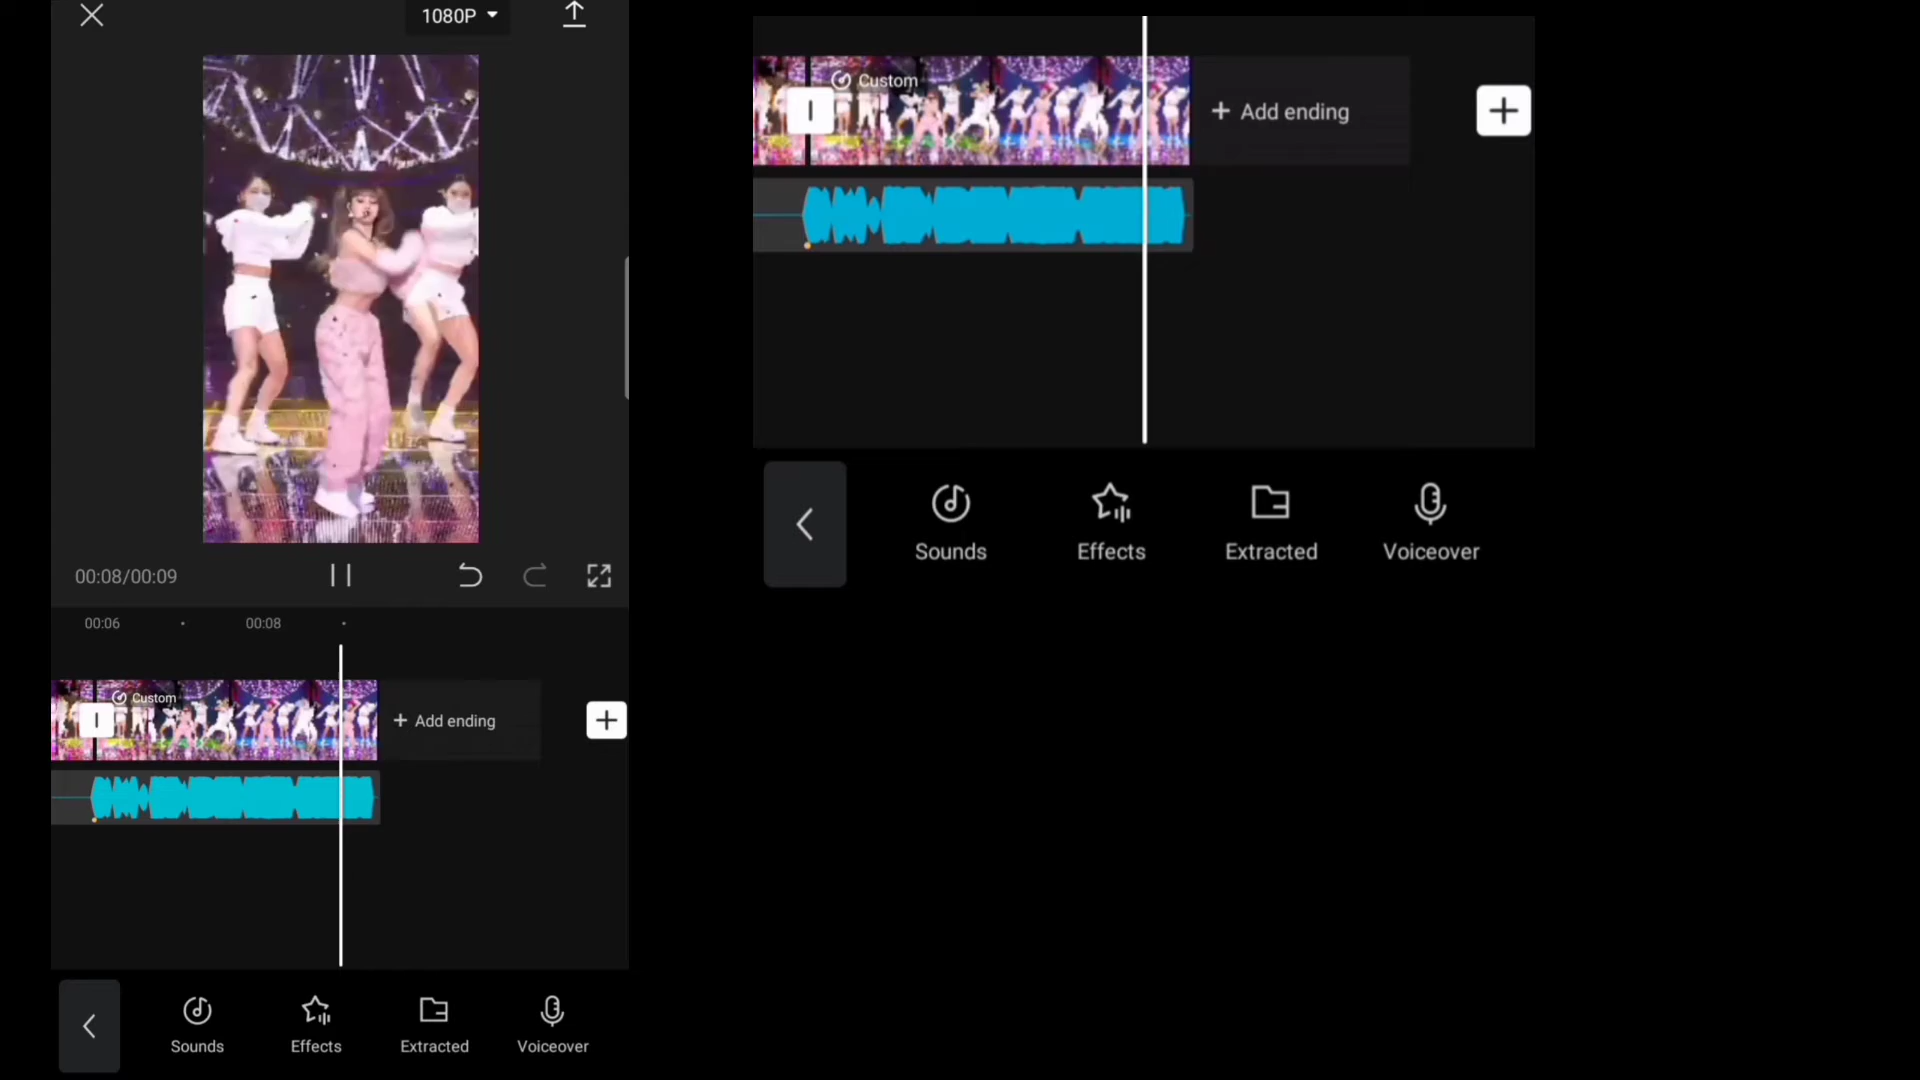 1080P
00:08/00:09
00:06
00:08
Custom
+ Add ending
Sounds
Effects
Extracted
Voiceover
Custom
+ Add ending
Sounds
Effects
Extracted
Voiceover